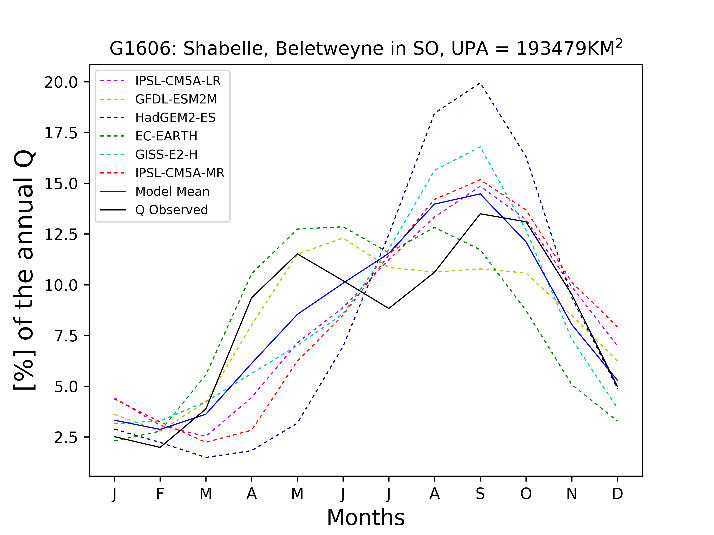 G1606: Shabelle, Beletweyne in SO, UPA = 193479KM²
20.0
17.5
15.0
12.5
10.0
7.5
5.0
2.5
[%] of the annual Q
IPSL-CM5A-LR
GFDL-ESM2M
HadGEM2-ES
EC-EARTH
GISS-E2-H
IPSL-CM5A-MR
Model Mean
Q Observed
J F M A M J J A S O N D
Months